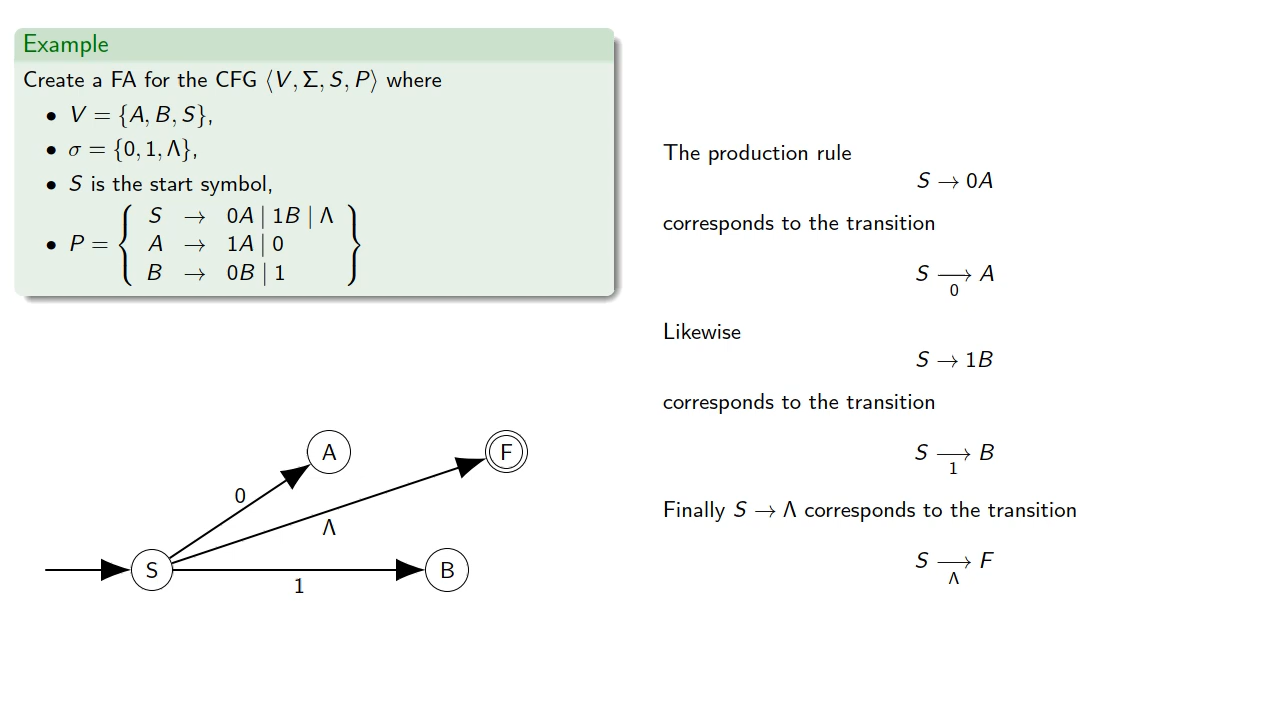 Example
Create a FA for the CFG ⟨V, Σ, S, P⟩ where
• V = {A, B, S},
• σ = {0, 1, Λ},
• S is the start symbol,
• P = { S → 0A | 1B | Λ
A → 1A | 0
B → 0B | 1 }
The production rule
S → 0A
corresponds to the transition
S ⟶ A
0
Likewise
S → 1B
corresponds to the transition
S ⟶ B
1
Finally S → Λ corresponds to the transition
S ⟶ F
Λ
A
F
0
Λ
S
B
1